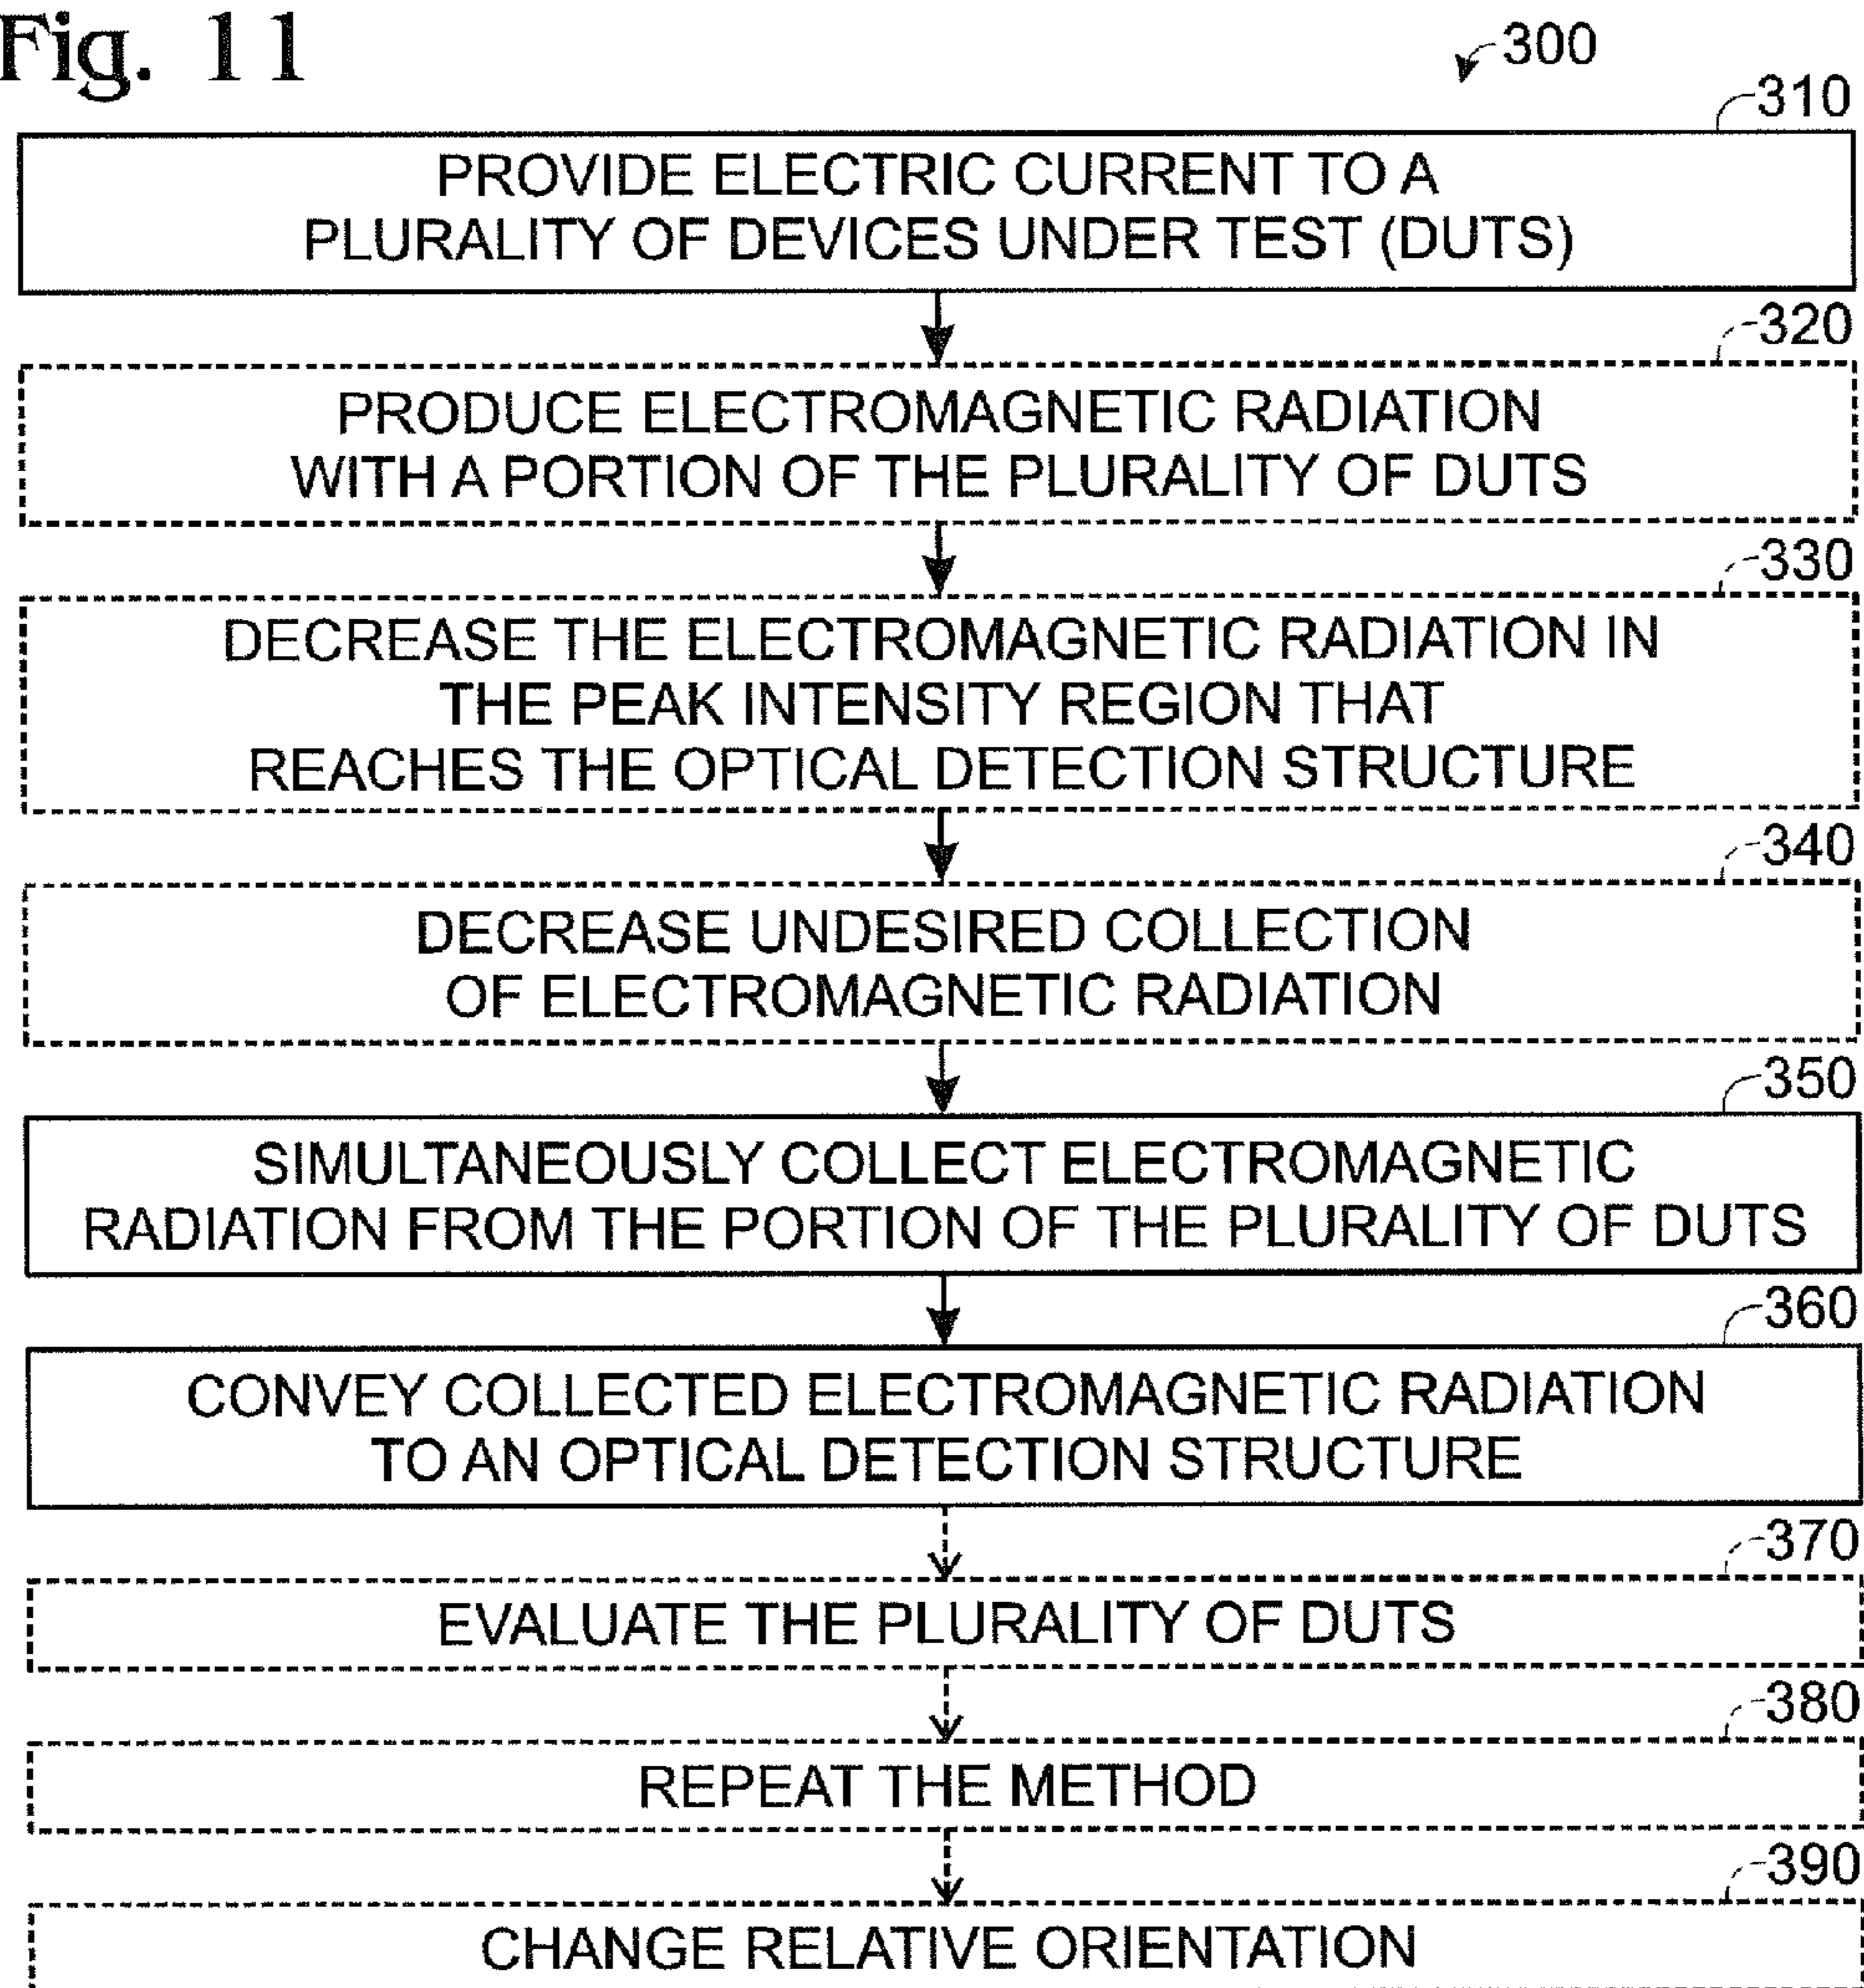 Fig. 11
300
310
PROVIDE ELECTRIC CURRENT TO A
PLURALITY OF DEVICES UNDER TEST (DUTS)
320
PRODUCE ELECTROMAGNETIC RADIATION
WITH A PORTION OF THE PLURALITY OF DUTS
330
DECREASE THE ELECTROMAGNETIC RADIATION IN
THE PEAK INTENSITY REGION THAT
REACHES THE OPTICAL DETECTION STRUCTURE
340
DECREASE UNDESIRED COLLECTION
OF ELECTROMAGNETIC RADIATION
350
SIMULTANEOUSLY COLLECT ELECTROMAGNETIC
RADIATION FROM THE PORTION OF THE PLURALITY OF DUTS
360
CONVEY COLLECTED ELECTROMAGNETIC RADIATION
TO AN OPTICAL DETECTION STRUCTURE
370
EVALUATE THE PLURALITY OF DUTS
380
REPEAT THE METHOD
390
CHANGE RELATIVE ORIENTATION